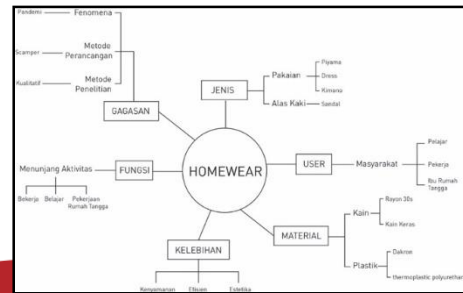 Pandemi
Fenomena
Scamper
Metode
Perancangan
Kualitatif
Metode
Penelitian
GAGASAN
JENIS
Pakaian
Piyama
Dress
Kimono
Alas Kaki
Sandal
Menunjang Aktivitas
FUNGSI
Bekerja
Belajar
Pekerjaan
Rumah Tangga
HOMEWEAR
USER
Masyarakat
Pelajar
Pekerja
Ibu Rumah
Tangga
KELEBIHAN
Kenyamanan
Efisien
Estetika
MATERIAL
Kain
Rayon 30s
Kain Keras
Plastik
Dakron
thermoplastic polyurethan